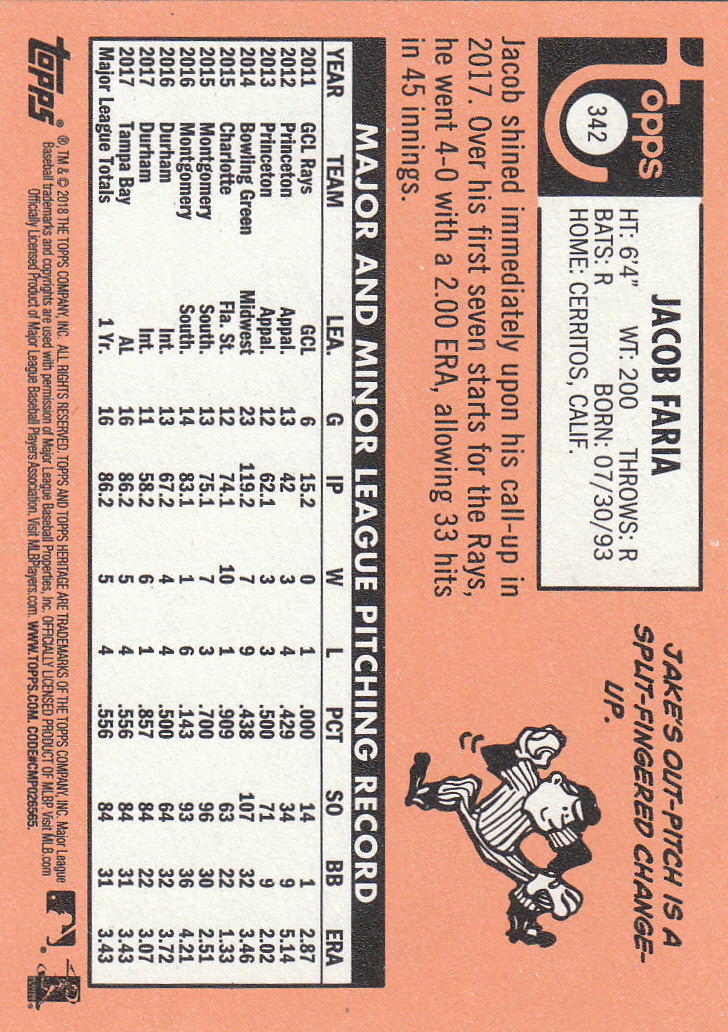 Topps
342
JACOB FARIA
HT: 6'4" WT: 200 THROWS: R
BATS: R BORN: 07/30/93
HOME: CERRITOS, CALIF.
JAKE'S OUT-PITCH IS A
SPLIT-FINGERED CHANGE-
UP.
Jacob shined immediately upon his call-up in
2017. Over his first seven starts for the Rays,
he went 4-0 with a 2.00 ERA, allowing 33 hits
in 45 innings.
MAJOR AND MINOR LEAGUE PITCHING RECORD
YEAR TEAM LEA. G IP W L PCT SO BB ERA
2011 GCL Rays GCL 6 15.2 0 1 .000 14 1 2.87
2012 Princeton Appal. 13 42 3 4 .429 34 9 5.14
2013 Princeton Appal. 12 62.1 3 3 .500 71 9 2.02
2014 Bowling Green Midwest 23 119.2 7 9 .438 107 32 3.46
2015 Charlotte Fla. St. 12 74.1 10 1 .909 63 22 1.33
2015 Montgomery South. 13 75.1 7 3 .700 96 30 2.51
2016 Montgomery South. 14 83.1 1 6 .143 93 36 4.21
2016 Durham Int. 13 67.2 4 4 .500 64 32 3.72
2017 Durham Int. 11 58.2 6 1 .857 84 22 3.07
2017 Tampa Bay AL 16 86.2 5 4 .556 84 31 3.43
Major League Totals 1 Yr. 16 86.2 5 4 .556 84 31 3.43
Topps®
®, TM & © 2018 THE TOPPS COMPANY, INC. ALL RIGHTS RESERVED. TOPPS AND TOPPS HERITAGE ARE TRADEMARKS OF THE TOPPS COMPANY, INC. Major League
Baseball trademarks and copyrights are used with permission of Major League Baseball Properties, Inc. OFFICIALLY LICENSED PRODUCT OF MLBP. Visit MLB.com
Officially Licensed Product of Major League Baseball Players Association. Visit MLBPlayers.com. WWW.TOPPS.COM. CODE#CMP026565.